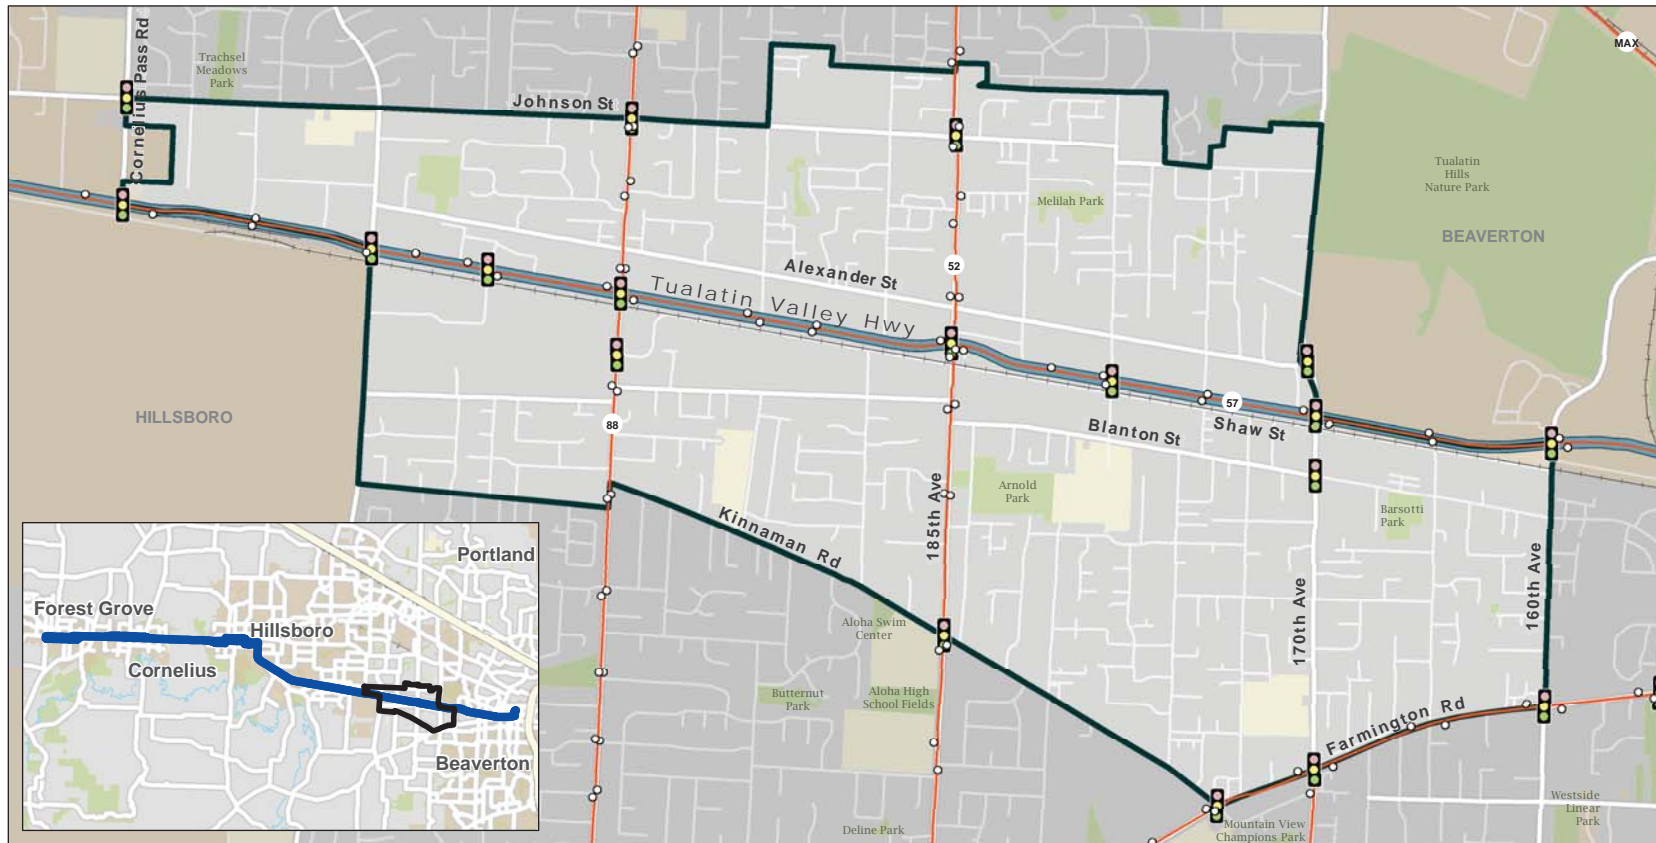 Cornelius Pass Rd
Trachsel
Meadows
Park
MAX
Johnson St
Tualatin
Hills
Nature Park
Melilah Park
BEAVERTON
Alexander St
52
Tualatin Valley Hwy
HILLSBORO
88
57
Shaw St
Blanton St
Arnold
Park
Barsotti
Park
Kinnaman Rd
185th Ave
170th Ave
160th Ave
Aloha Swim
Center
Butternut
Park
Aloha High
School Fields
Farmington Rd
Deline Park
Mountain View
Champions Park
Westside
Linear
Park
Portland
Forest Grove
Hillsboro
Cornelius
Beaverton